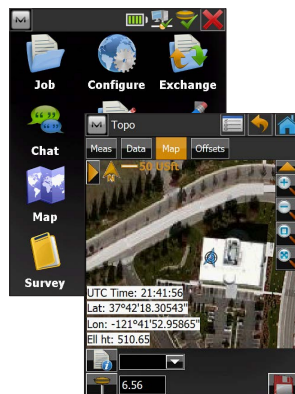 Job
Configure
Exchange
Chat
Map
Survey
Topo
Meas
Data
Map
Offsets
50 USft
UTC Time: 21:41:56
Lat: 37°42'18.30543"
Lon: -121°41'52.95865"
Ell ht: 510.65
6.56